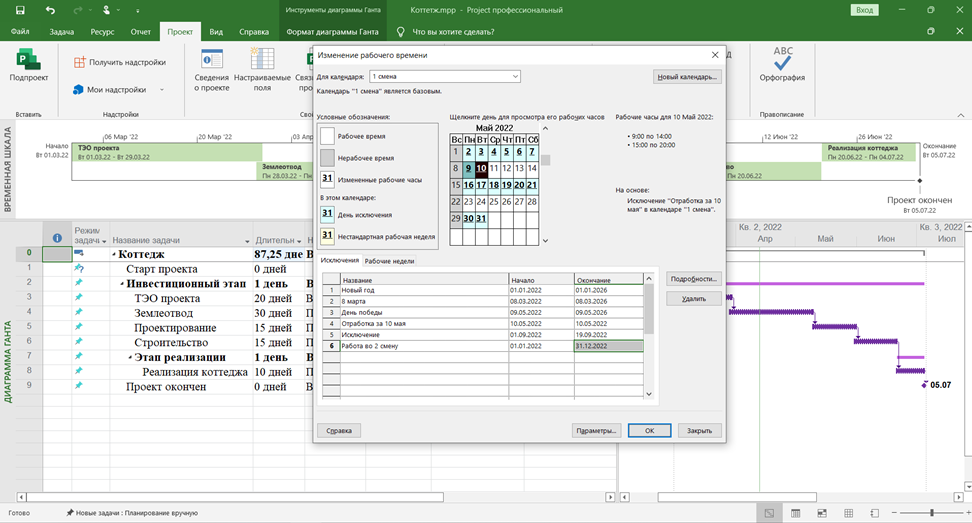 Инструменты диаграммы Ганта
Коттетж.mpp - Project профессиональный
Вход
Файл Задача Ресурс Отчет Проект Вид Справка Формат диаграммы Ганта Что вы хотите сделать?
Подпроект
Получить надстройки
Мои надстройки
Сведения о проекте
Настраиваемые поля
ABC
Орфография
Вставить Надстройки Правописание
ВРЕМЕННАЯ ШКАЛА
06 Мар '22 20 Мар '22 12 Июн '22 26 Июн '22
Начало
Вт 01.03.22
ТЭО проекта
Вт 01.03.22 - Вт 29.03.22
Землеотвод
Реализация коттеджа
Пн 20.06.22 - Пн 04.07.22
Окончание
Вт 05.07.22
Проект окончен
Вт 05.07.22
ДИАГРАММА ГАНТА
Режим задачи Название задачи Длительн
0 Коттедж 87,25 дне
1 Старт проекта 0 дней
2 Инвестиционный этап 1 день
3 ТЭО проекта 20 дней
4 Землеотвод 30 дней
5 Проектирование 15 дней
6 Строительство 15 дней
7 Этап реализации 1 день
8 Реализация коттеджа 10 дней
9 Проект окончен 0 дней
Кв. 2, 2022 Кв. 3, 2022
Апр Май Июн Июл
05.07
Изменение рабочего времени
Для календаря: 1 смена
Новый календарь...
Календарь "1 смена" является базовым.
Условные обозначения:
Рабочее время
Нерабочее время
31 Измененные рабочие часы
В этом календаре:
31 День исключения
31 Нестандартная рабочая неделя
Щелкните день для просмотра его рабочих часов
Май 2022
Вс Пн Вт Ср Чт Пт Сб
1 2 3 4 5 6 7
8 9 10 11 12 13 14
15 16 17 18 19 20 21
22 23 24 25 26 27 28
29 30 31
Рабочие часы для 10 Май 2022:
• 9:00 по 14:00
• 15:00 по 20:00
На основе:
Исключения "Отработка за 10
мая" в календаре "1 смена".
Исключения Рабочие недели
Название Начало Окончание
1 Новый год 01.01.2022 01.01.2026
2 8 марта 08.03.2022 08.03.2026
3 День победы 09.05.2022 09.05.2026
4 Отработка за 10 мая 10.05.2022 10.05.2022
5 Исключение 01.09.2022 19.09.2022
6 Работа во 2 смену 01.01.2022 31.12.2022
Подробности...
Удалить
Справка Параметры... ОК Закрыть
Готово Новые задачи : Планирование вручную